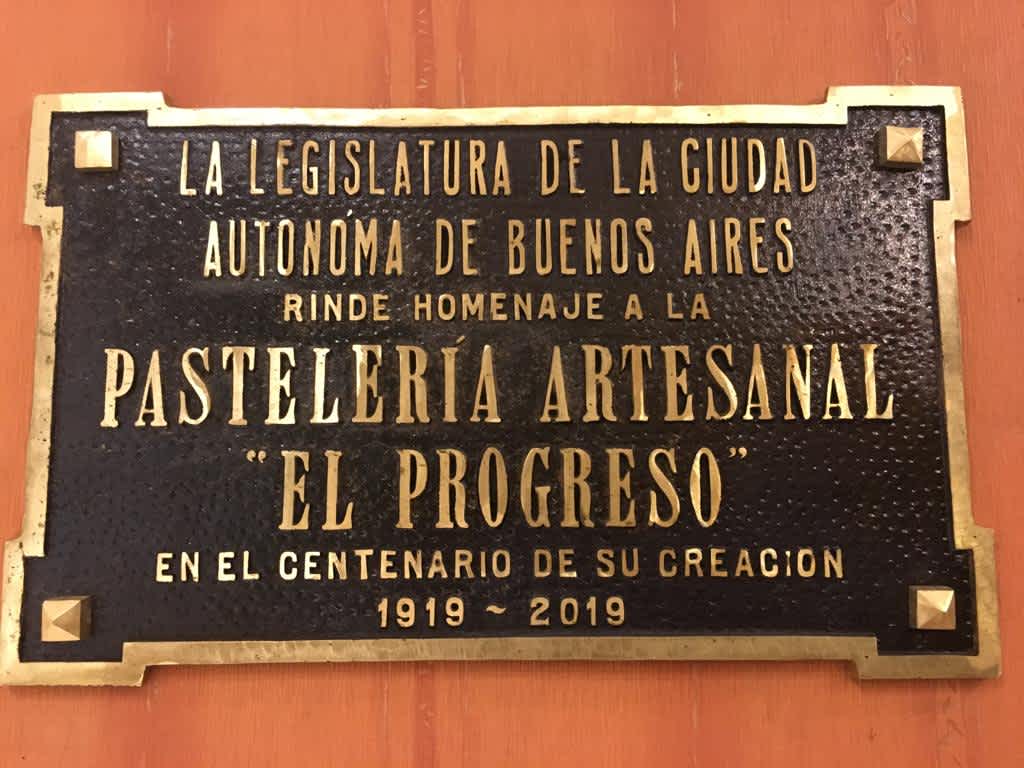 LA LEGISLATURA DE LA CIUDAD
AUTONÓMA DE BUENOS AIRES
RINDE HOMENAJE A LA
PASTELERÍA ARTESANAL
“EL PROGRESO”
EN EL CENTENARIO DE SU CREACION
1919 ~ 2019